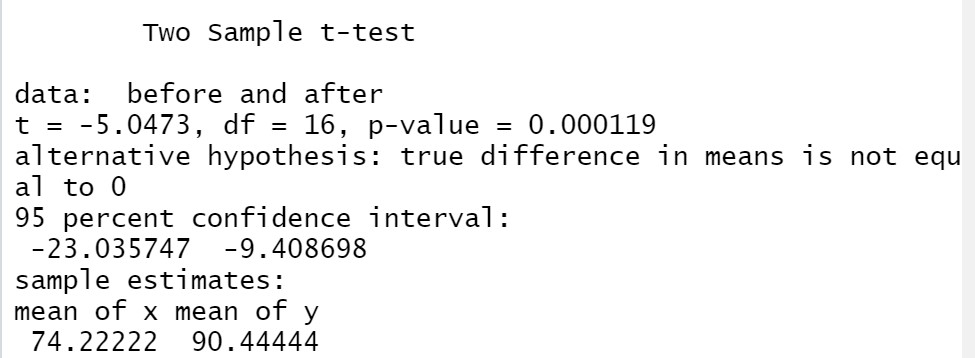 Two Sample t-test
data:  before and after
t = -5.0473, df = 16, p-value = 0.000119
alternative hypothesis: true difference in means is not equ
al to 0
95 percent confidence interval:
 -23.035747  -9.408698
sample estimates:
mean of x mean of y
 74.22222  90.44444